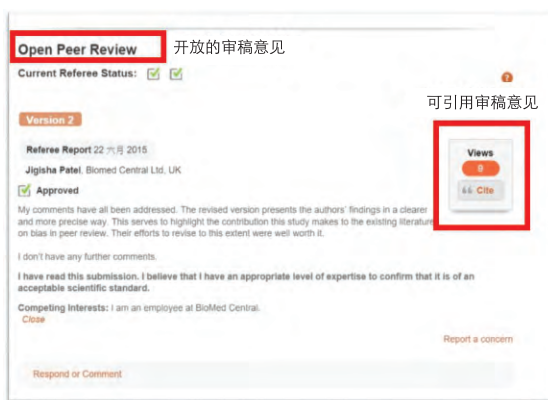 Open Peer Review
开放的审稿意见
Current Referee Status:
?
可引用审稿意见
Version 2
Referee Report 22 六月 2015
Jigisha Patel, Biomed Central Ltd, UK
Approved
Views
9
Cite
My comments have all been addressed. The revised version presents the authors' findings in a clearer
and more precise way. This serves to highlight the contribution this study makes to the existing literature
on bias in peer review. Their efforts to revise to this extent were well worth it.
I don't have any further comments.
I have read this submission. I believe that I have an appropriate level of expertise to confirm that it is of an
acceptable scientific standard.
Competing Interests: I am an employee at BioMed Central.
Close
Report a concern
Respond or Comment